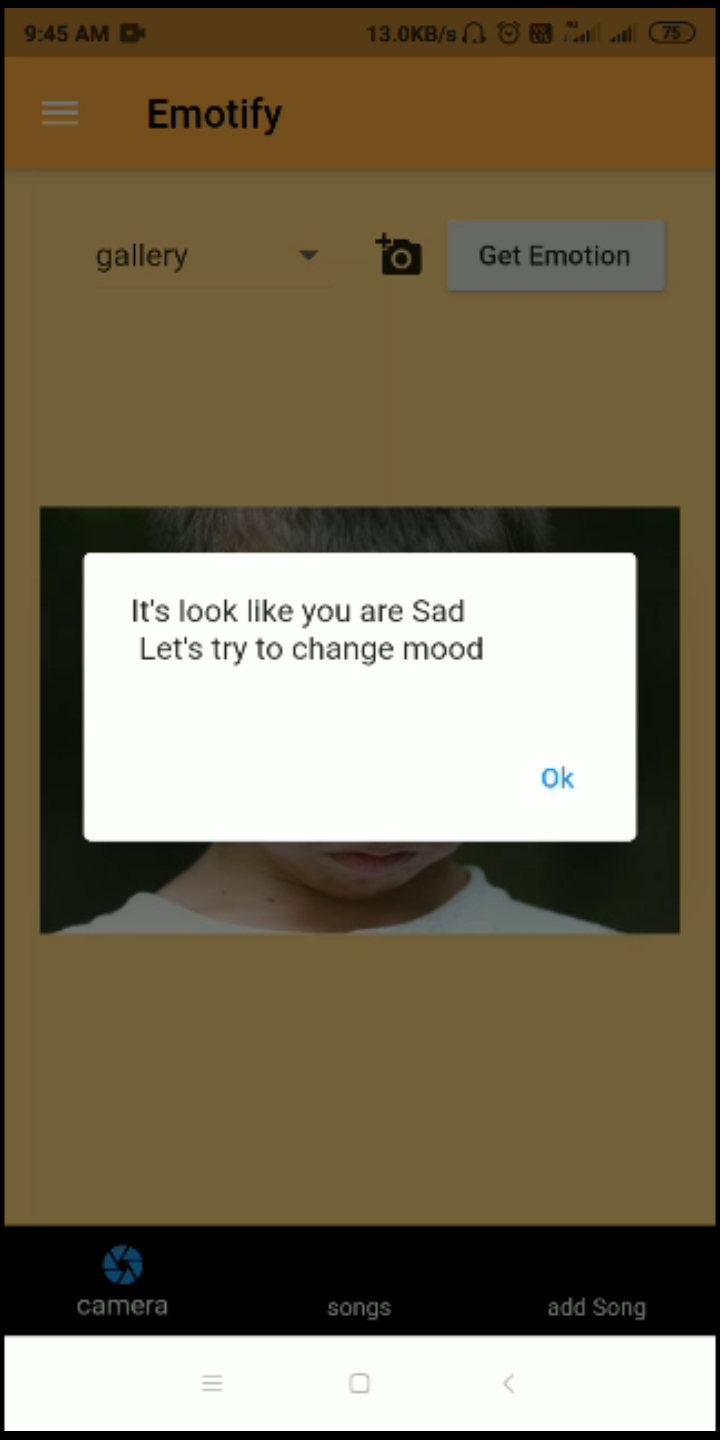 9:45 AM
13.0KB/s
75
Emotify
gallery
Get Emotion
It's look like you are Sad
Let's try to change mood
Ok
camera
songs
add Song